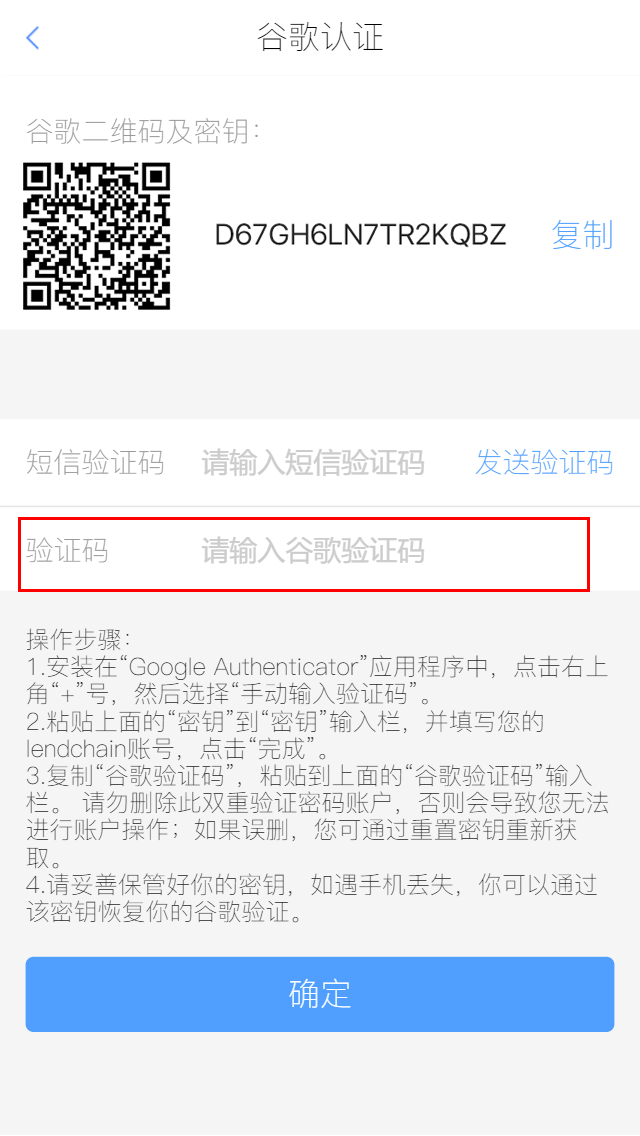 谷歌认证
谷歌二维码及密钥：
D67GH6LN7TR2KQBZ 复制
短信验证码 请输入短信验证码 发送验证码
验证码 请输入谷歌验证码
操作步骤：
1.安装在“Google Authenticator”应用程序中，点击右上
角“+”号，然后选择“手动输入验证码”。
2.粘贴上面的“密钥”到“密钥”输入栏，并填写您的
lendchain账号，点击“完成”。
3.复制“谷歌验证码”，粘贴到上面的“谷歌验证码”输入
栏。 请勿删除此双重验证密码账户，否则会导致您无法
进行账户操作；如果误删，您可通过重置密钥重新获
取。
4.请妥善保管好你的密钥，如遇手机丢失，你可以通过
该密钥恢复你的谷歌验证。
确定